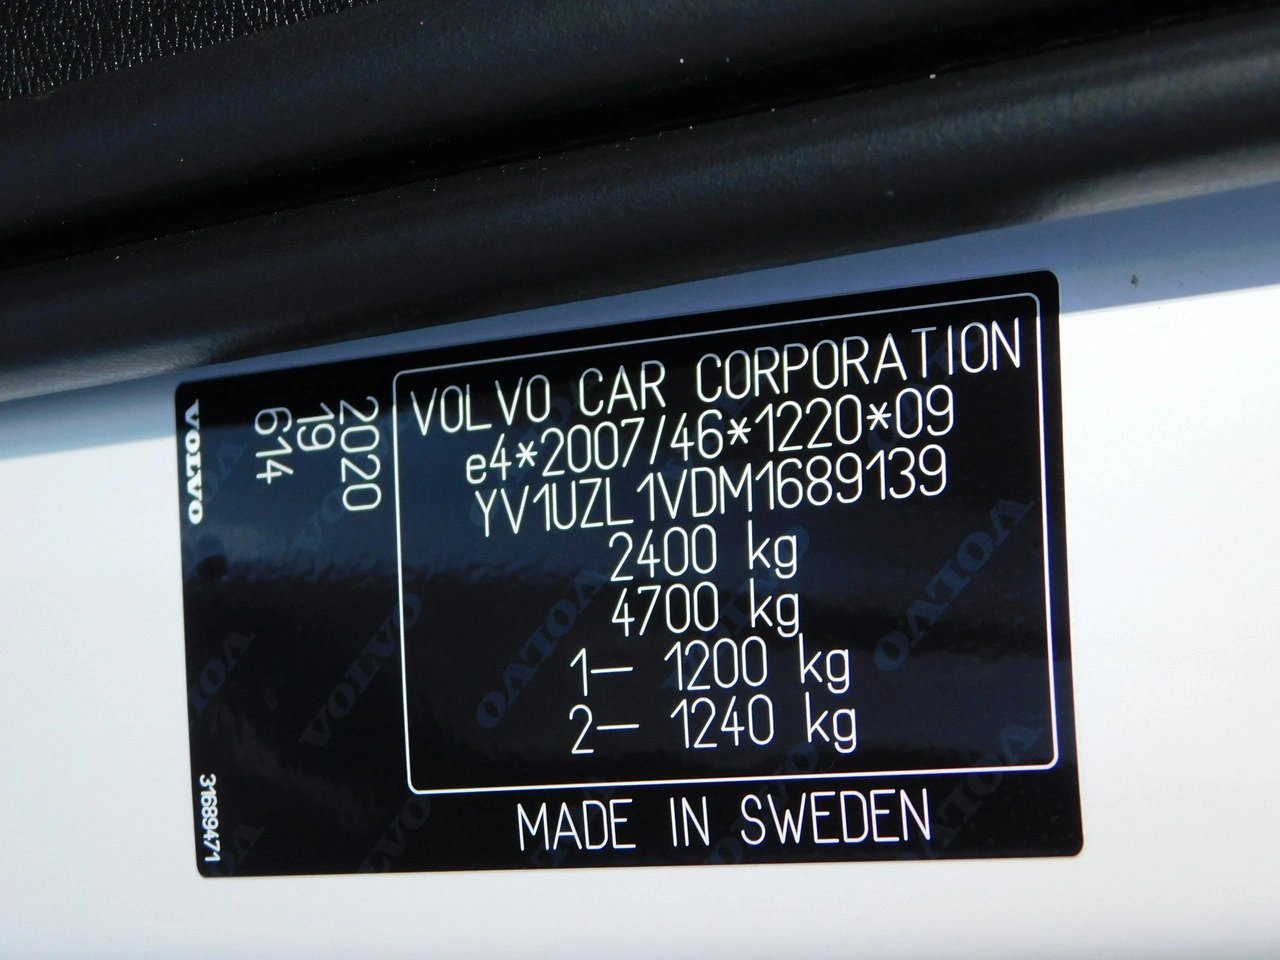 VOLVO
2020
19
614
31689471
VOLVO CAR CORPORATION
e4*2007/46*1220*09
YV1UZL1VDM1689139
2400 kg
4700 kg
1– 1200 kg
2– 1240 kg
MADE IN SWEDEN